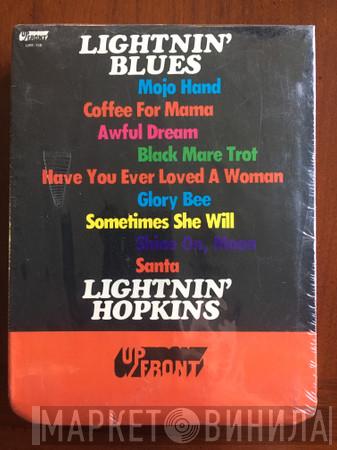 UP FRONT
LIGHTNIN'
BLUES
Mojo Hand
Coffee For Mama
Awful Dream
Black Mare Trot
Have You Ever Loved A Woman
Glory Bee
Sometimes She Will
Shine On, Moon
Santa
LIGHTNIN'
HOPKINS
UP
FRONT
МАРКЕТ ВИНИЛА